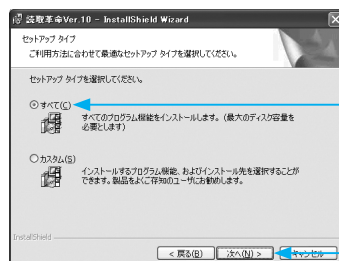 読取革命Ver.10 - InstallShield Wizard
セットアップ タイプ
ご利用方法に合わせて最適なセットアップ タイプを選択してください。
セットアップ タイプを選択してください。
すべて(C)
すべてのプログラム機能をインストールします。（最大のディスク容量を
必要とします）
カスタム(S)
インストールするプログラム機能、およびインストール先を選択することが
できます。製品をよくご存知のユーザにお勧めします。
InstallShield
< 戻る(B) 次へ(N) > キャンセル